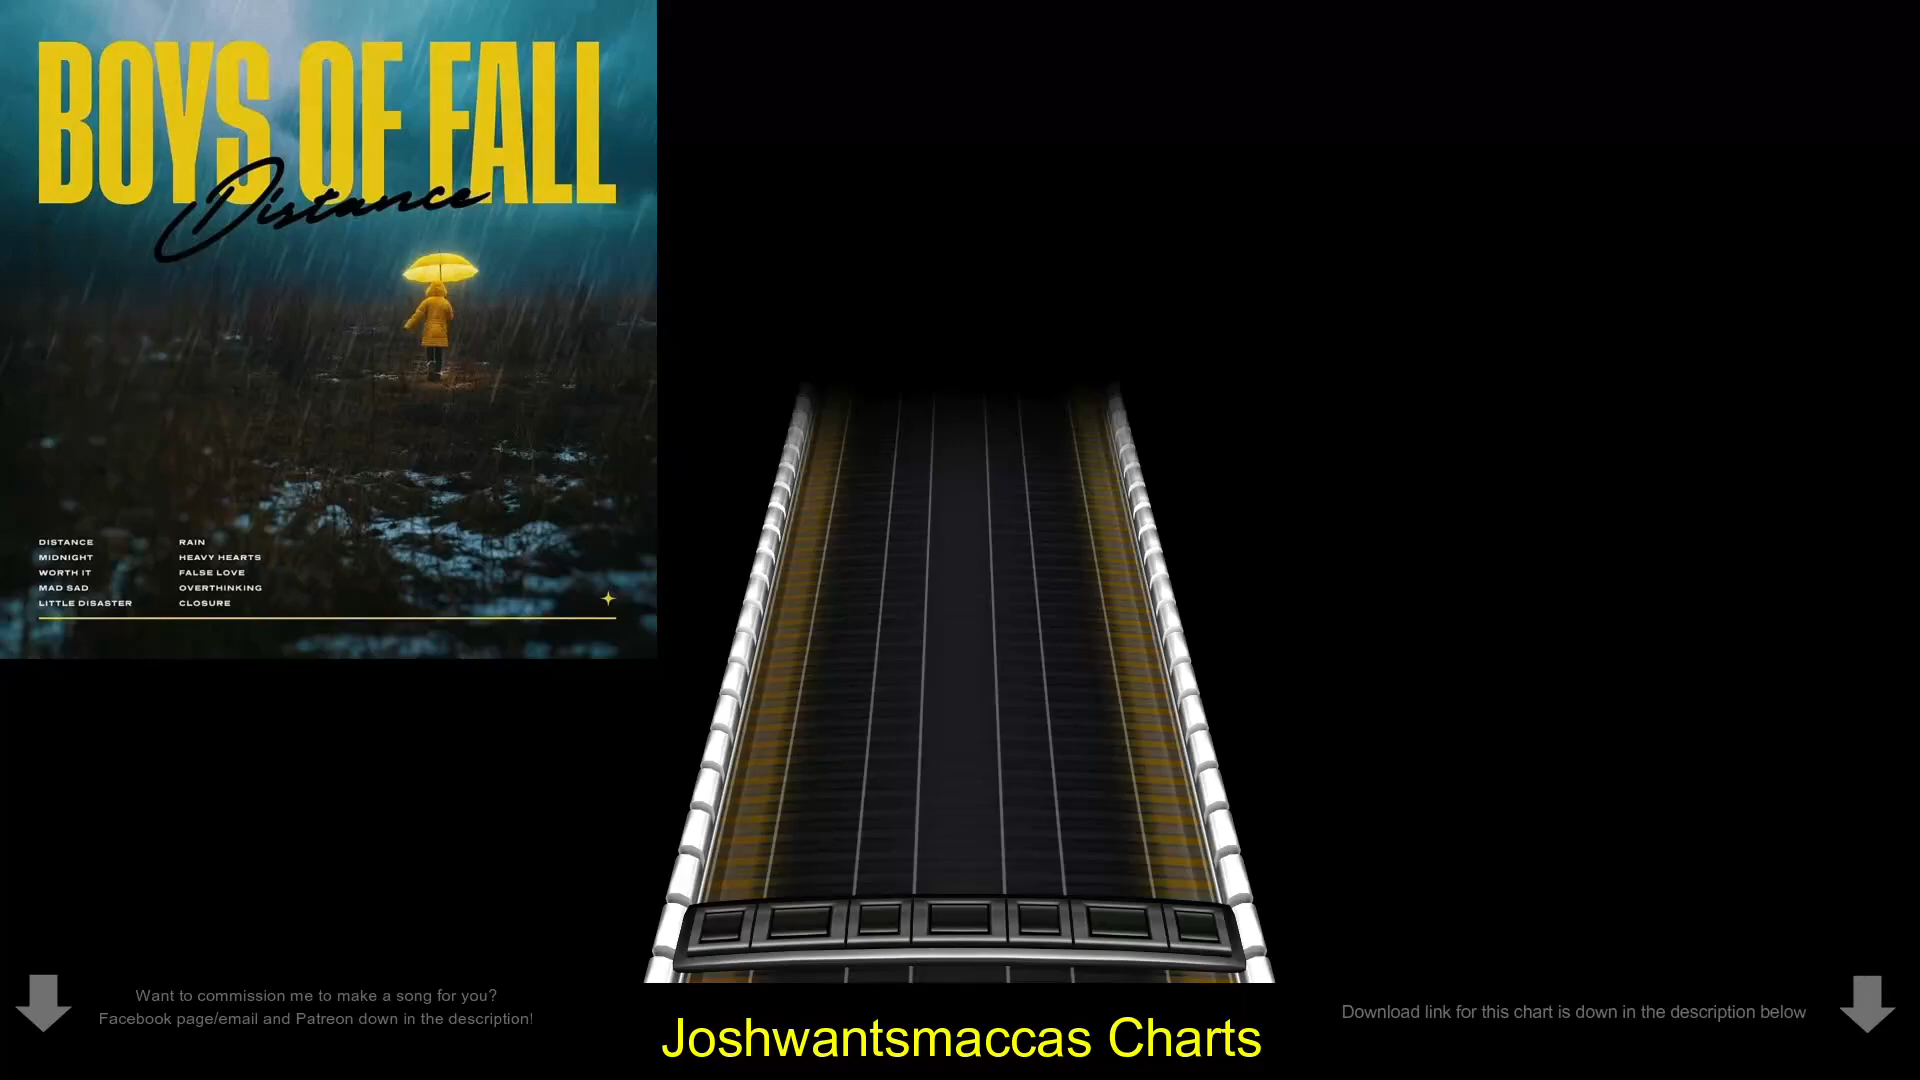 BOYS OF FALL
Distance
DISTANCE
MIDNIGHT
WORTH IT
MAD SAD
LITTLE DISASTER
RAIN
HEAVY HEARTS
FALSE LOVE
OVERTHINKING
CLOSURE
Want to commission me to make a song for you?
Facebook page/email and Patreon down in the description!
Joshwantsmaccas Charts
Download link for this chart is down in the description below